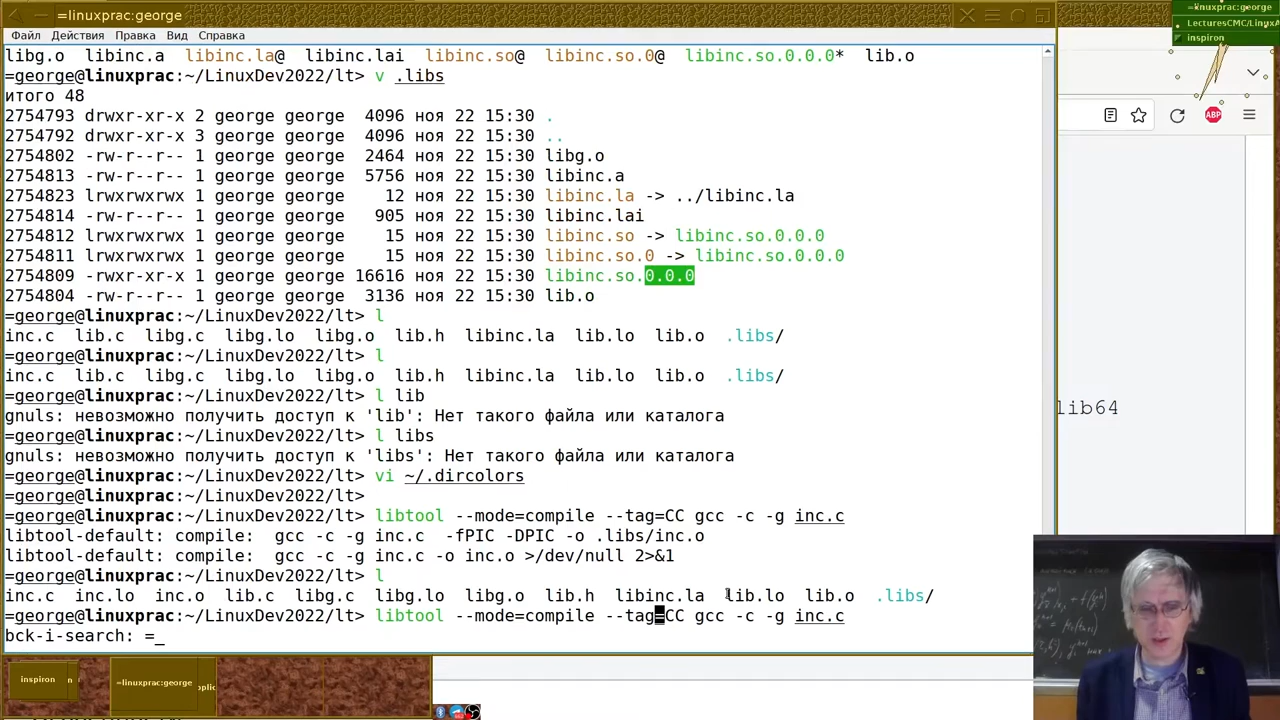 =linuxprac:george
Файл Действия Правка Вид Справка
libg.o libinc.a libinc.la@ libinc.lai libinc.so@ libinc.so.0@ libinc.so.0.0.0* lib.o
=george@linuxprac:~/LinuxDev2022/lt> v .libs
итого 48
2754793 drwxr-xr-x 2 george george 4096 ноя 22 15:30 .
2754792 drwxr-xr-x 3 george george 4096 ноя 22 15:30 ..
2754802 -rw-r--r-- 1 george george 2464 ноя 22 15:30 libg.o
2754813 -rw-r--r-- 1 george george 5756 ноя 22 15:30 libinc.a
2754823 lrwxrwxrwx 1 george george 12 ноя 22 15:30 libinc.la -> ../libinc.la
2754814 -rw-r--r-- 1 george george 905 ноя 22 15:30 libinc.lai
2754812 lrwxrwxrwx 1 george george 15 ноя 22 15:30 libinc.so -> libinc.so.0.0.0
2754811 lrwxrwxrwx 1 george george 15 ноя 22 15:30 libinc.so.0 -> libinc.so.0.0.0
2754809 -rwxr-xr-x 1 george george 16616 ноя 22 15:30 libinc.so.0.0.0
2754804 -rw-r--r-- 1 george george 3136 ноя 22 15:30 lib.o
=george@linuxprac:~/LinuxDev2022/lt> l
inc.c lib.c libg.c libg.lo libg.o lib.h libinc.la lib.lo lib.o .libs/
=george@linuxprac:~/LinuxDev2022/lt> l
inc.c lib.c libg.c libg.lo libg.o lib.h libinc.la lib.lo lib.o .libs/
=george@linuxprac:~/LinuxDev2022/lt> l lib
gnuls: невозможно получить доступ к 'lib': Нет такого файла или каталога
=george@linuxprac:~/LinuxDev2022/lt> l libs
gnuls: невозможно получить доступ к 'libs': Нет такого файла или каталога
=george@linuxprac:~/LinuxDev2022/lt> vi ~/.dircolors
=george@linuxprac:~/LinuxDev2022/lt>
=george@linuxprac:~/LinuxDev2022/lt> libtool --mode=compile --tag=CC gcc -c -g inc.c
libtool-default: compile: gcc -c -g inc.c -fPIC -DPIC -o .libs/inc.o
libtool-default: compile: gcc -c -g inc.c -o inc.o >/dev/null 2>&1
=george@linuxprac:~/LinuxDev2022/lt> l
inc.c inc.lo inc.o lib.c libg.c libg.lo libg.o lib.h libinc.la lib.lo lib.o .libs/
=george@linuxprac:~/LinuxDev2022/lt> libtool --mode=compile --tag=CC gcc -c -g inc.c
bck-i-search: =_
=linuxprac:george
LecturesCMC/LinuxA
inspiron
ABP
lib64
inspiron
=linuxprac:george